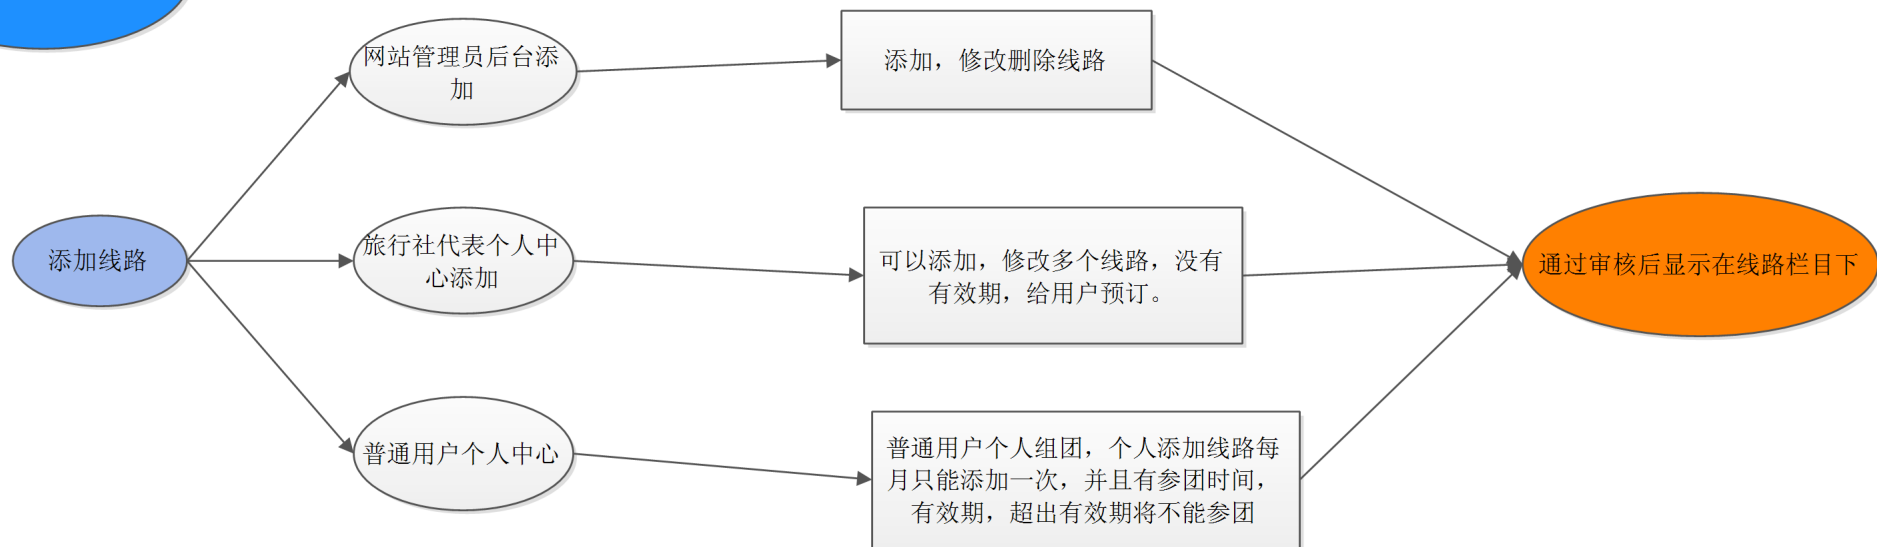 网站管理员后台添
加
添加，修改删除线路
添加线路
旅行社代表个人中
心添加
可以添加，修改多个线路，没有
有效期，给用户预订。
通过审核后显示在线路栏目下
普通用户个人中心
普通用户个人组团，个人添加线路每
月只能添加一次，并且有参团时间，
有效期，超出有效期将不能参团